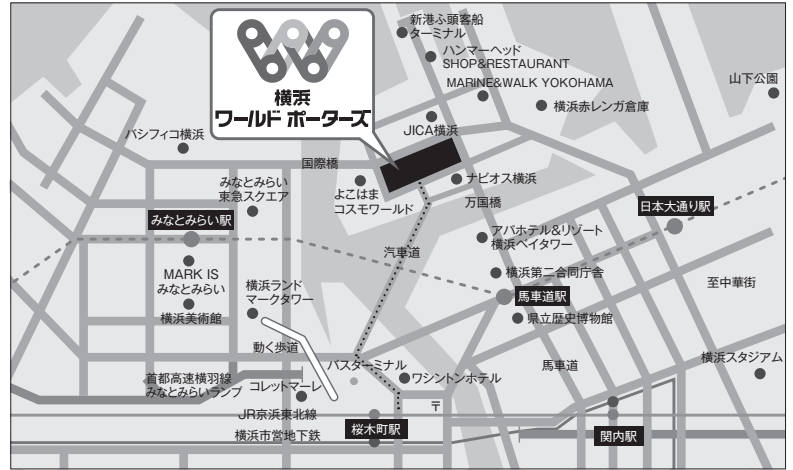 新港ふ頭客船
ターミナル
ハンマーヘッド
SHOP&RESTAURANT
MARINE&WALK YOKOHAMA
山下公園
横浜赤レンガ倉庫
横浜
ワールド ポーターズ
JICA横浜
パシフィコ横浜
国際橋
ナビオス横浜
みなとみらい
東急スクエア
よこはま
コスモワールド
万国橋
日本大通り駅
みなとみらい駅
アパホテル&リゾート
横浜ベイタワー
汽車道
MARK IS
みなとみらい
横浜第二合同庁舎
至中華街
横浜ランド
マークタワー
馬車道駅
横浜美術館
県立歴史博物館
動く歩道
バスターミナル
馬車道
横浜スタジアム
首都高速横羽線
みなとみらいランプ
コレットマーレ
ワシントンホテル
〒
JR京浜東北線
横浜市営地下鉄
桜木町駅
関内駅